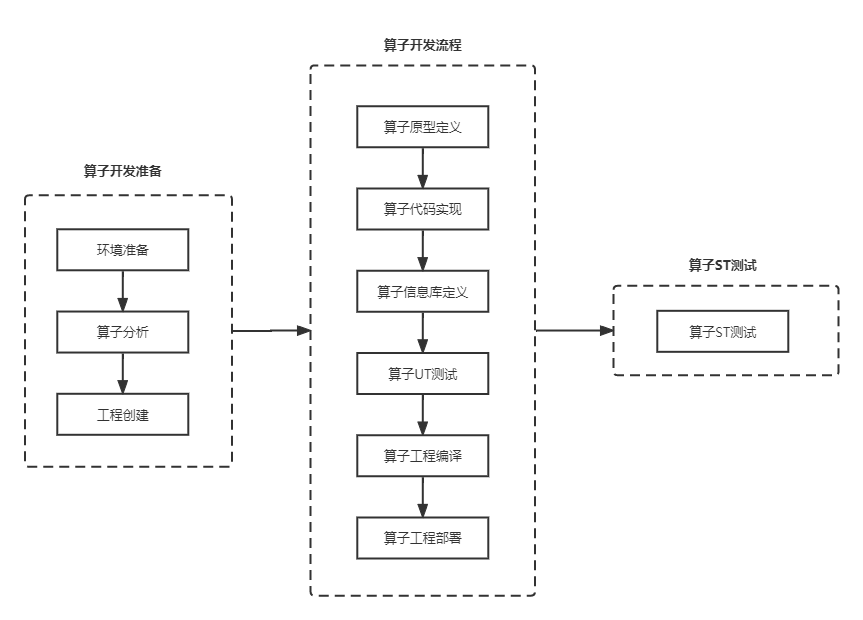 算子开发准备
环境准备
算子分析
工程创建
算子开发流程
算子原型定义
算子代码实现
算子信息库定义
算子UT测试
算子工程编译
算子工程部署
算子ST测试
算子ST测试